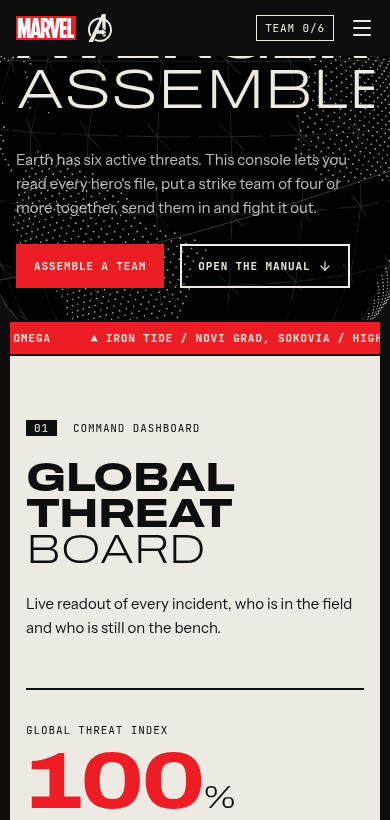 MARVEL
TEAM 0/6
ASSEMBLE
Earth has six active threats. This console lets you
read every hero's file, put a strike team of four or
more together, send them in and fight it out.
ASSEMBLE A TEAM
OPEN THE MANUAL ↓
OMEGA ▲ IRON TIDE / NOVI GRAD, SOKOVIA / HIGH
01 COMMAND DASHBOARD
GLOBAL
THREAT
BOARD
Live readout of every incident, who is in the field
and who is still on the bench.
GLOBAL THREAT INDEX
100%